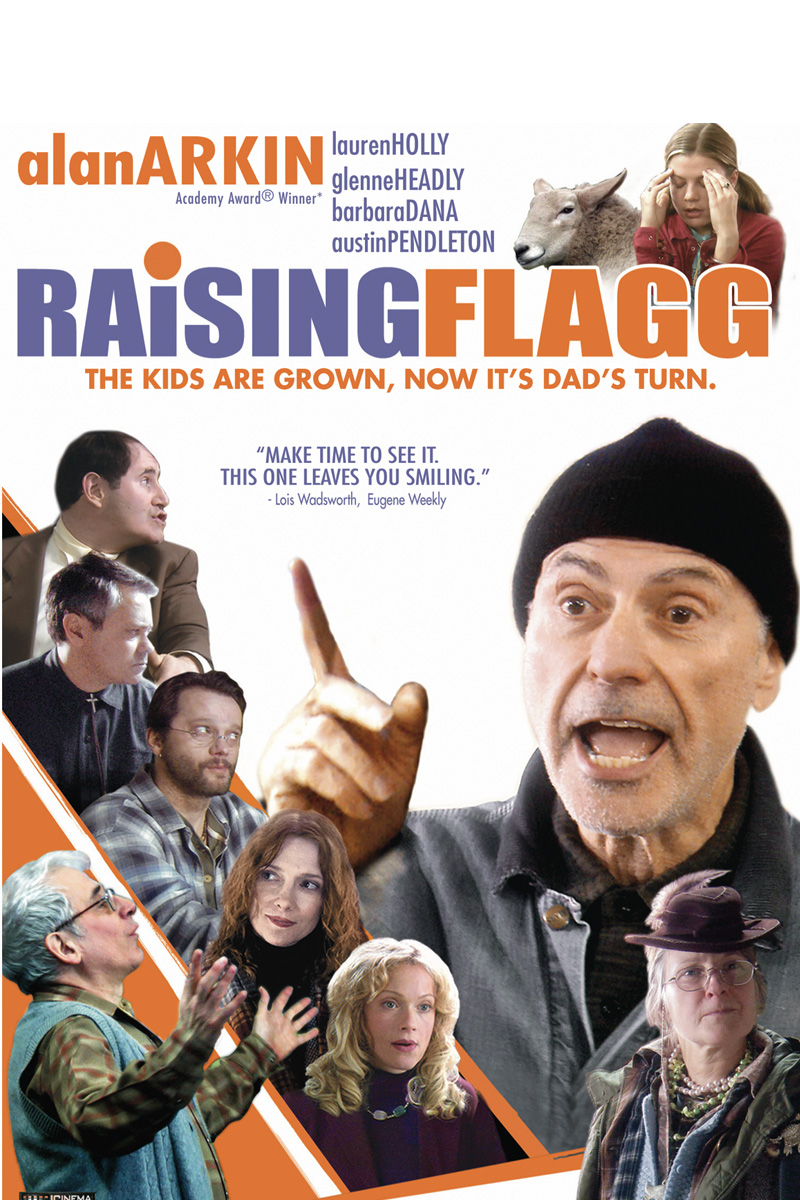 alanARKIN
Academy Award® Winner*
laurenHOLLY
glenneHEADLY
barbaraDANA
austinPENDLETON
RAiSINGFLAGG
THE KIDS ARE GROWN, NOW IT'S DAD'S TURN.
“MAKE TIME TO SEE IT.
THIS ONE LEAVES YOU SMILING.”
- Lois Wadsworth, Eugene Weekly
CINEMA